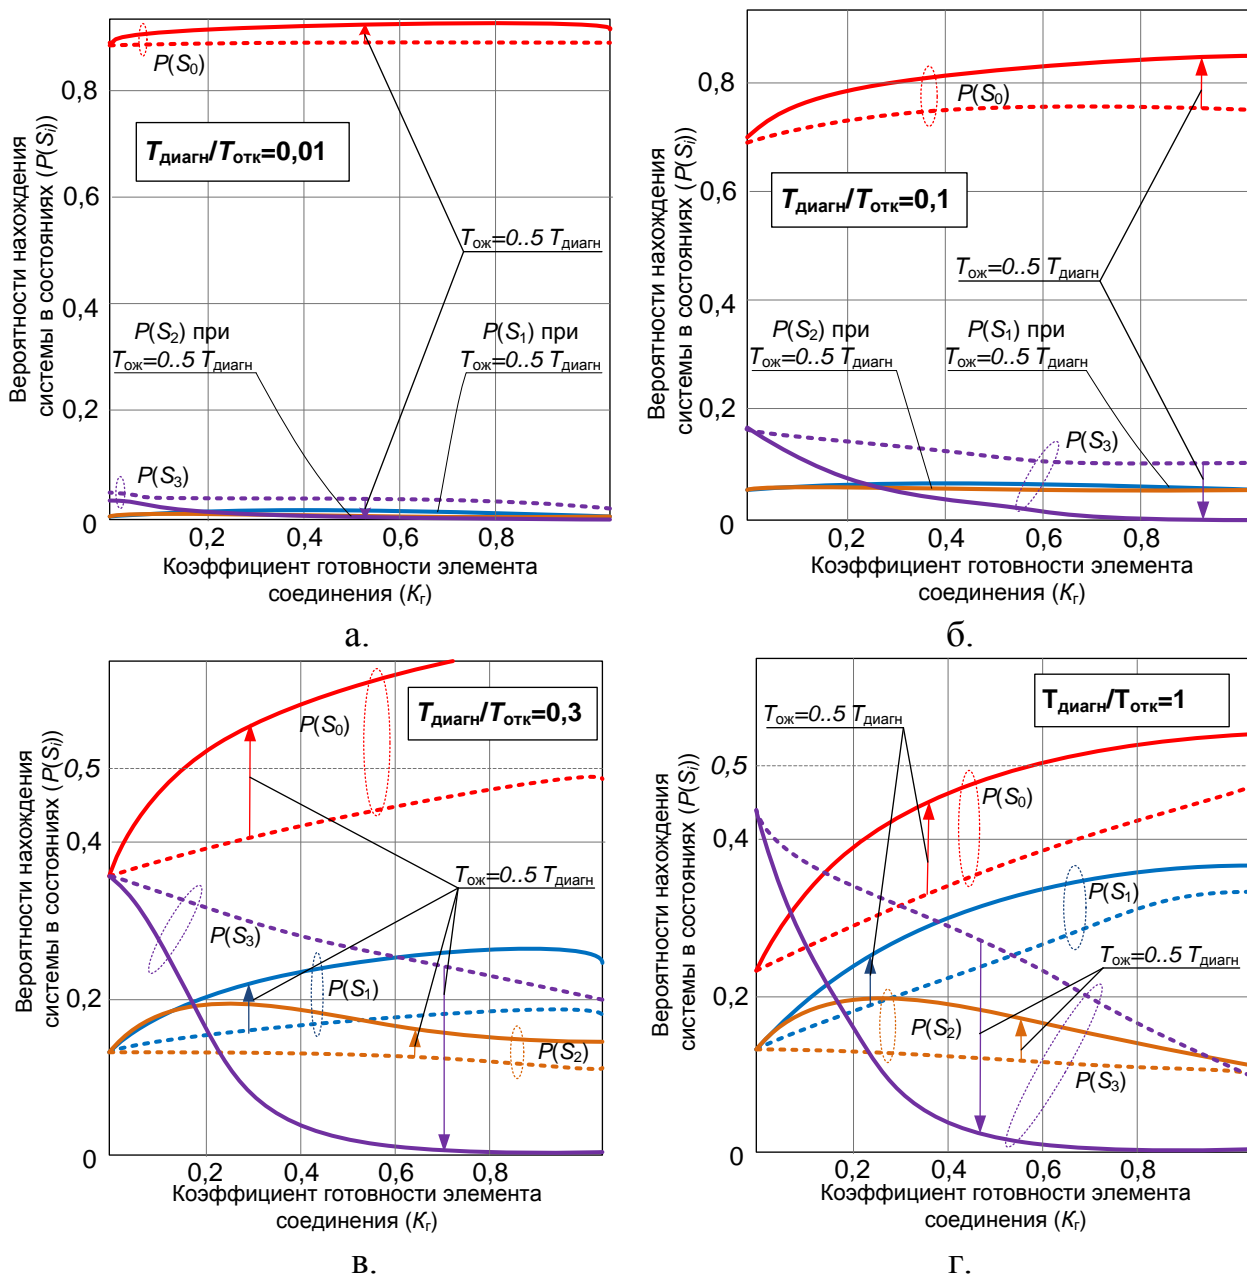 Вероятности нахождения
системы в состояниях (P(Si))
0,8
0,6
0,4
0,2
0
P(S0)
Tдиагн/Tотк=0,01
Tож=0..5 Tдиагн
P(S2) при
Tож=0..5 Tдиагн
P(S1) при
Tож=0..5 Tдиагн
P(S3)
0,2
0,4
0,6
0,8
Коэффициент готовности элемента
соединения (Kг)
а.
Вероятности нахождения
системы в состояниях (P(Si))
0,8
0,6
0,4
0,2
0
P(S0)
Tдиагн/Tотк=0,1
Tож=0..5 Tдиагн
P(S2) при
Tож=0..5 Tдиагн
P(S1) при
Tож=0..5 Tдиагн
P(S3)
0,2
0,4
0,6
0,8
Коэффициент готовности элемента
соединения (Kг)
б.
Вероятности нахождения
системы в состояниях (P(Si))
0,5
0,4
0,2
0
Tдиагн/Tотк=0,3
P(S0)
Tож=0..5 Tдиагн
P(S3)
P(S1)
P(S2)
0,2
0,4
0,6
0,8
Коэффициент готовности элемента
соединения (Kг)
в.
Вероятности нахождения
системы в состояниях (P(Si))
0,5
0,4
0,2
0
Tдиагн/Tотк=1
Tож=0..5 Tдиагн
P(S0)
P(S1)
Tож=0..5 Tдиагн
P(S2)
P(S3)
0,2
0,4
0,6
0,8
Коэффициент готовности элемента
соединения (Kг)
г.